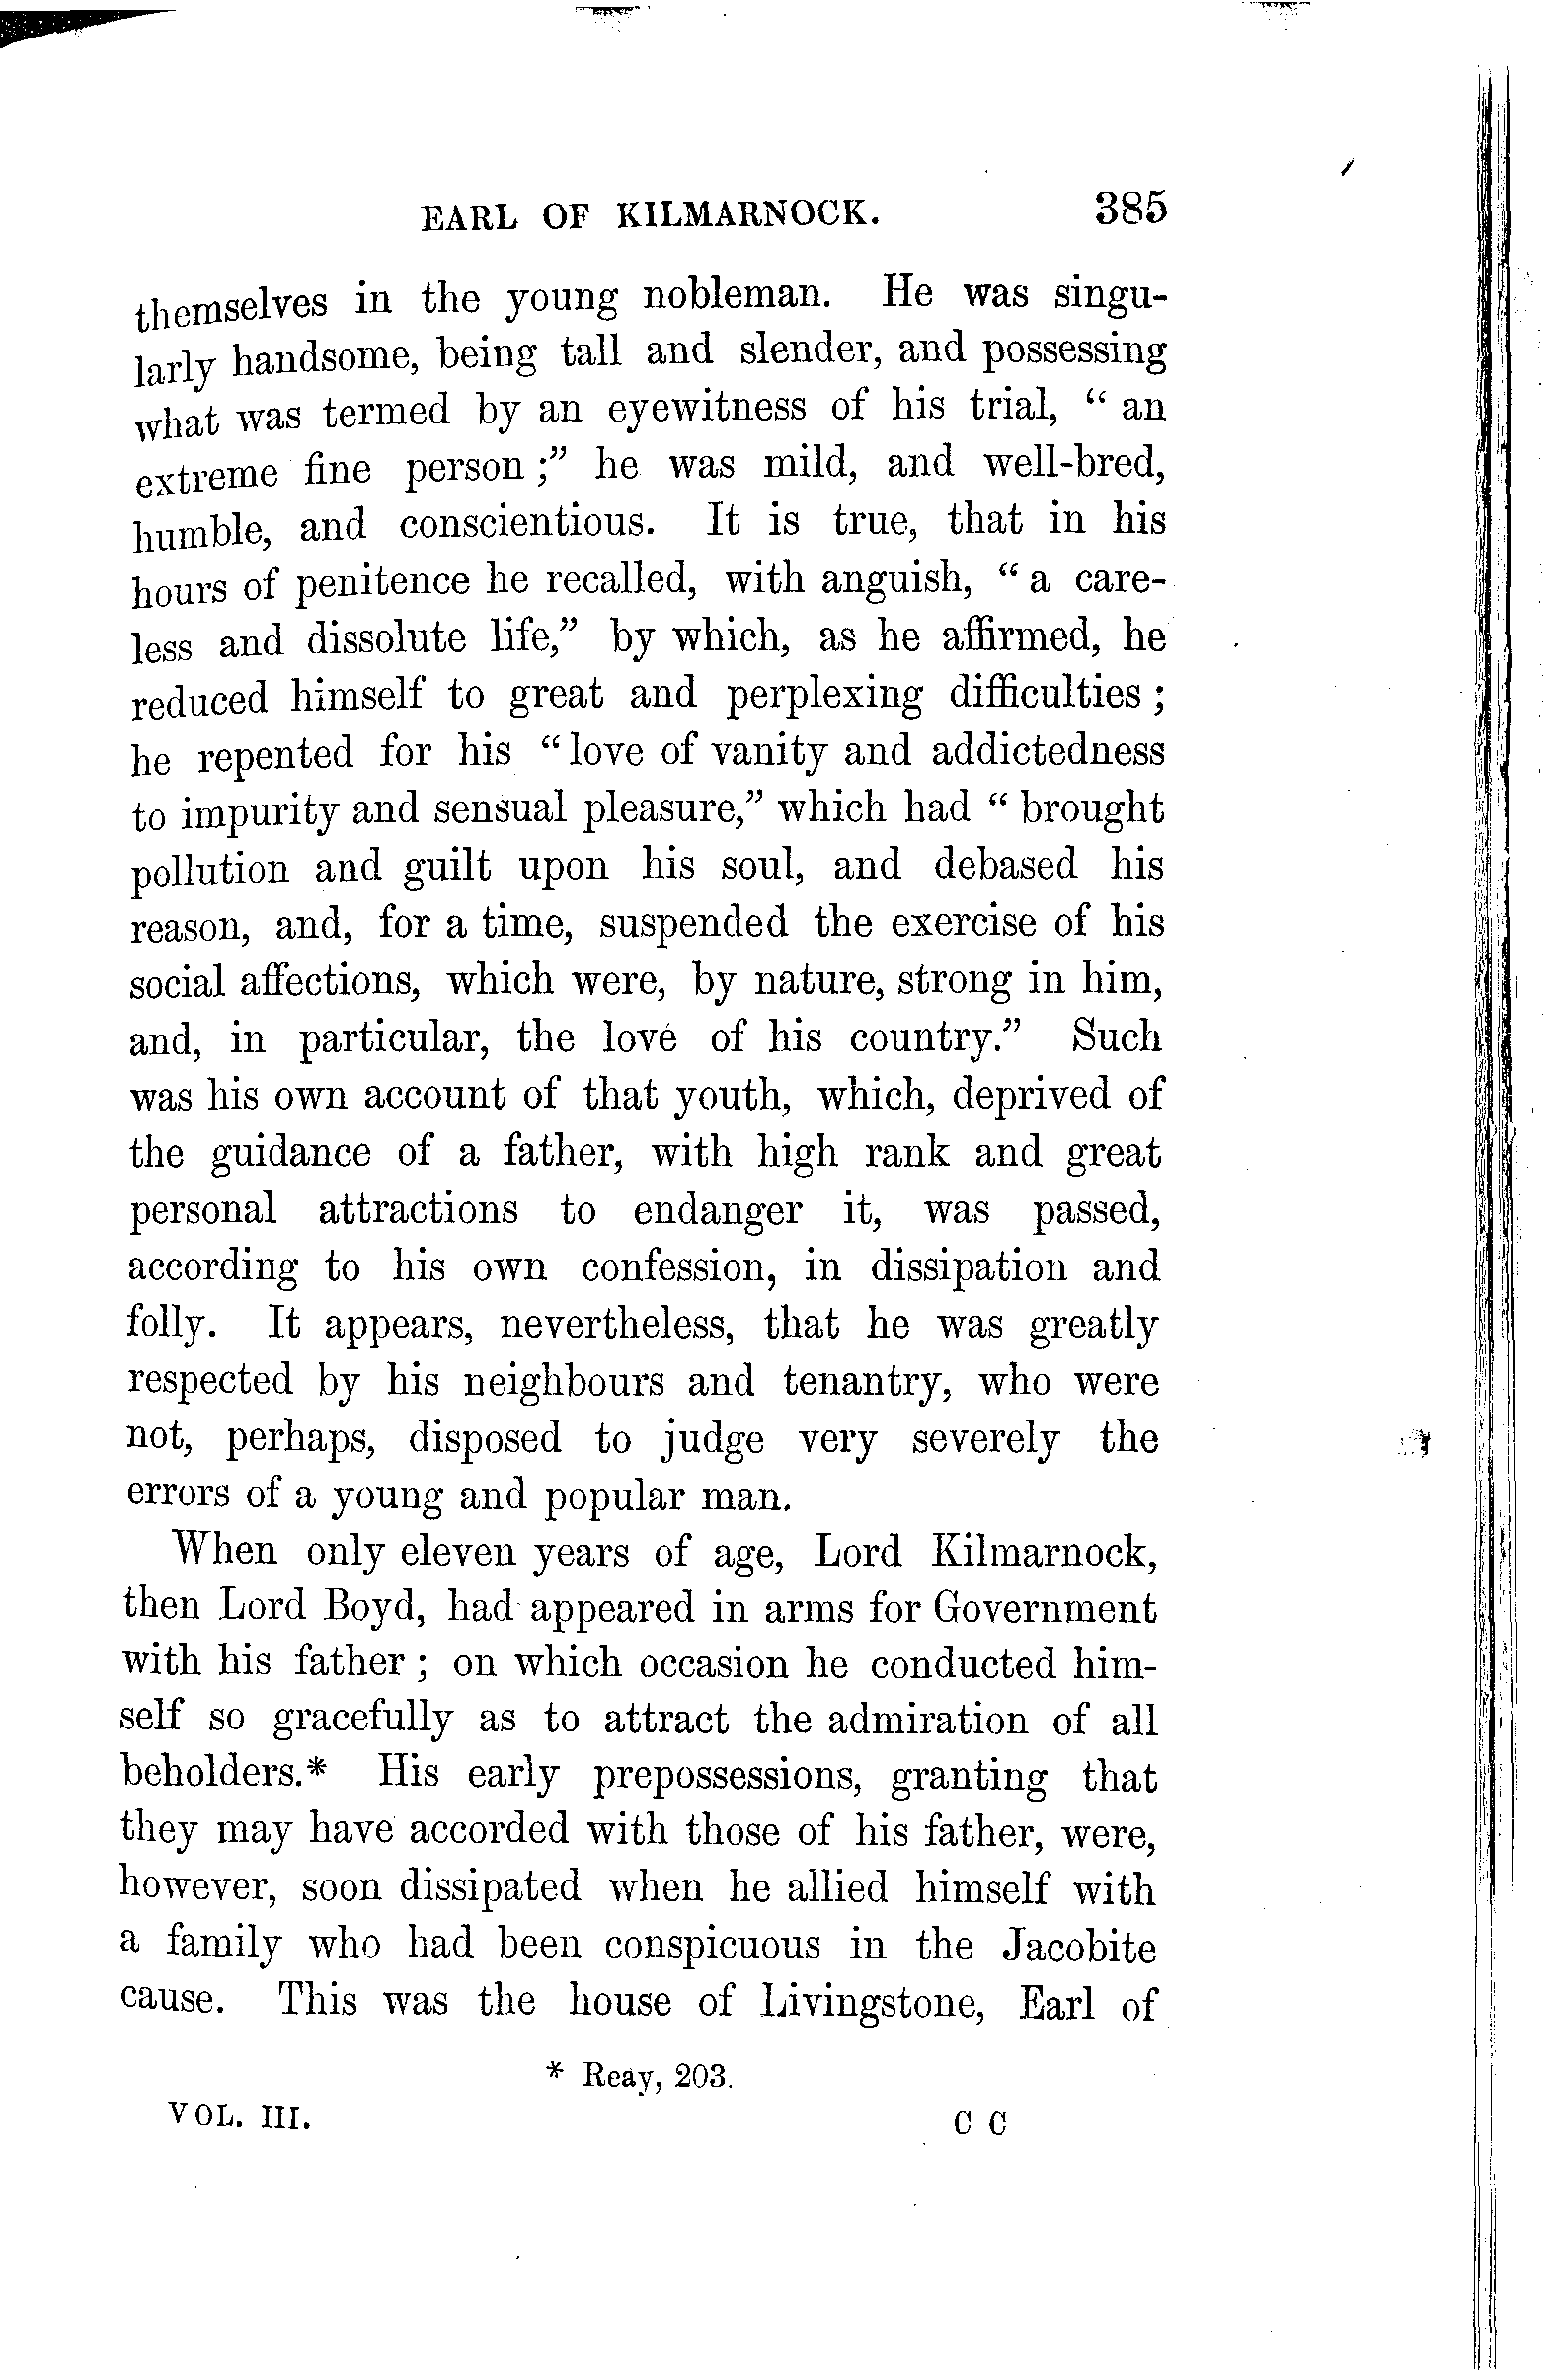 EARL OF KILMARNOCK. 385
themselves in the young nobleman. He was singu-
larly handsome, being tall and slender, and possessing
what was termed by an eyewitness of his trial, “ an
extreme fine person ;” he was mild, and well-bred,
humble, and conscientious. It is true, that in his
hours of penitence he recalled, with anguish, “ a care-
less and dissolute life,” by which, as he affirmed, he
reduced himself to great and perplexing difficulties ;
he repented for his “ love of vanity and addictedness
to impurity and sensual pleasure,” which had “ brought
pollution and guilt upon his soul, and debased his
reason, and, for a time, suspended the exercise of his
social affections, which were, by nature, strong in him,
and, in particular, the love of his country.” Such
was his own account of that youth, which, deprived of
the guidance of a father, with high rank and great
personal attractions to endanger it, was passed,
according to his own confession, in dissipation and
folly. It appears, nevertheless, that he was greatly
respected by his neighbours and tenantry, who were
not, perhaps, disposed to judge very severely the
errors of a young and popular man.
When only eleven years of age, Lord Kilmarnock,
then Lord Boyd, had appeared in arms for Government
with his father ; on which occasion he conducted him-
self so gracefully as to attract the admiration of all
beholders.* His early prepossessions, granting that
they may have accorded with those of his father, were,
however, soon dissipated when he allied himself with
a family who had been conspicuous in the Jacobite
cause. This was the house of Livingstone, Earl of
* Reay, 203.
VOL. III. C C